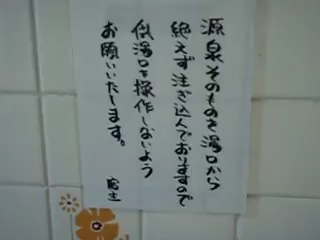 源泉そのものを湯口から
絶えず注ぎ込んでおりますので
供湯口を操作しないよう
お願いいたします。
宿主